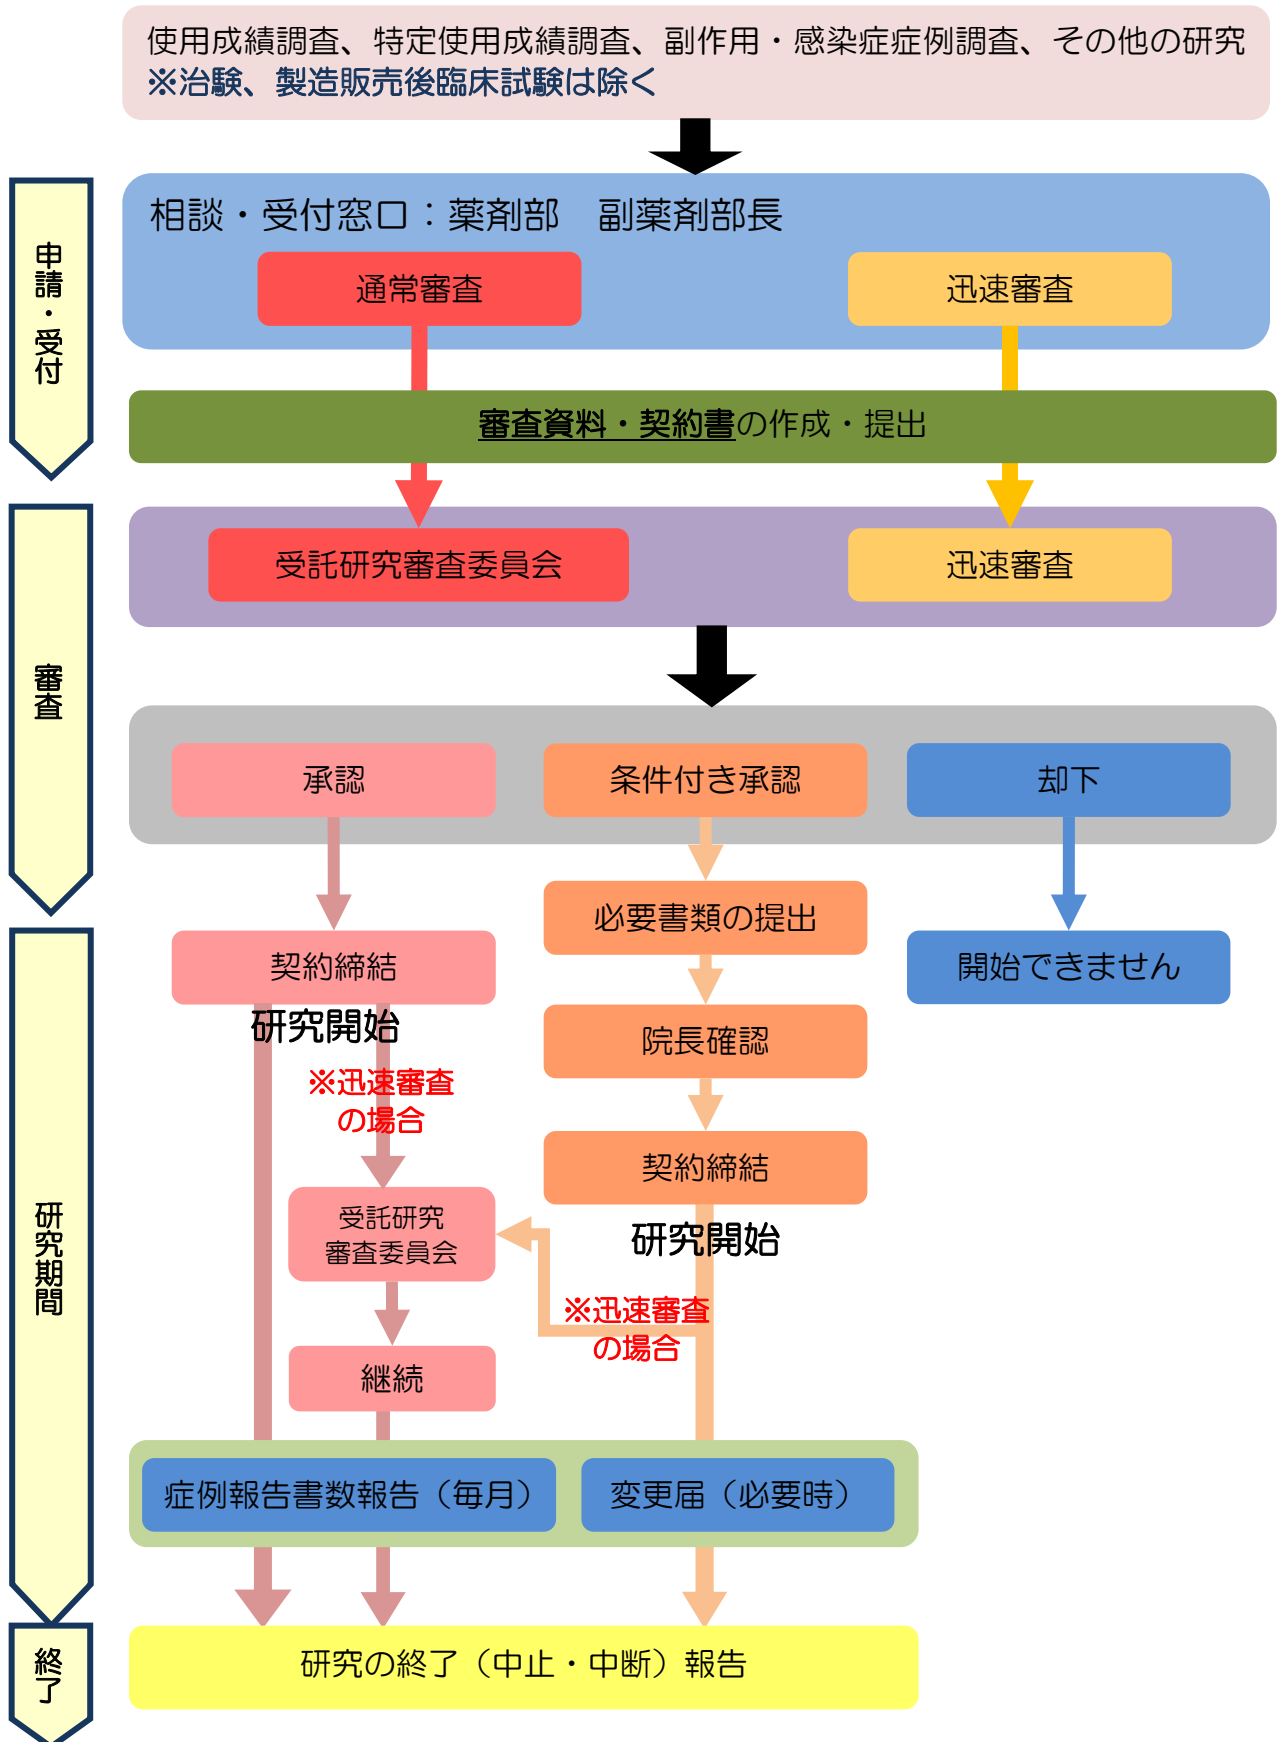 使用成績調査、特定使用成績調査、副作用・感染症症例調査、その他の研究
※治験、製造販売後臨床試験は除く
申請・受付
相談・受付窓口：薬剤部　副薬剤部長
通常審査
迅速審査
審査資料・契約書の作成・提出
審査
受託研究審査委員会
迅速審査
承認
条件付き承認
却下
研究期間
契約締結
必要書類の提出
開始できません
研究開始
院長確認
※迅速審査
の場合
契約締結
受託研究
審査委員会
研究開始
※迅速審査
の場合
継続
症例報告書数報告（毎月）
変更届（必要時）
終了
研究の終了（中止・中断）報告